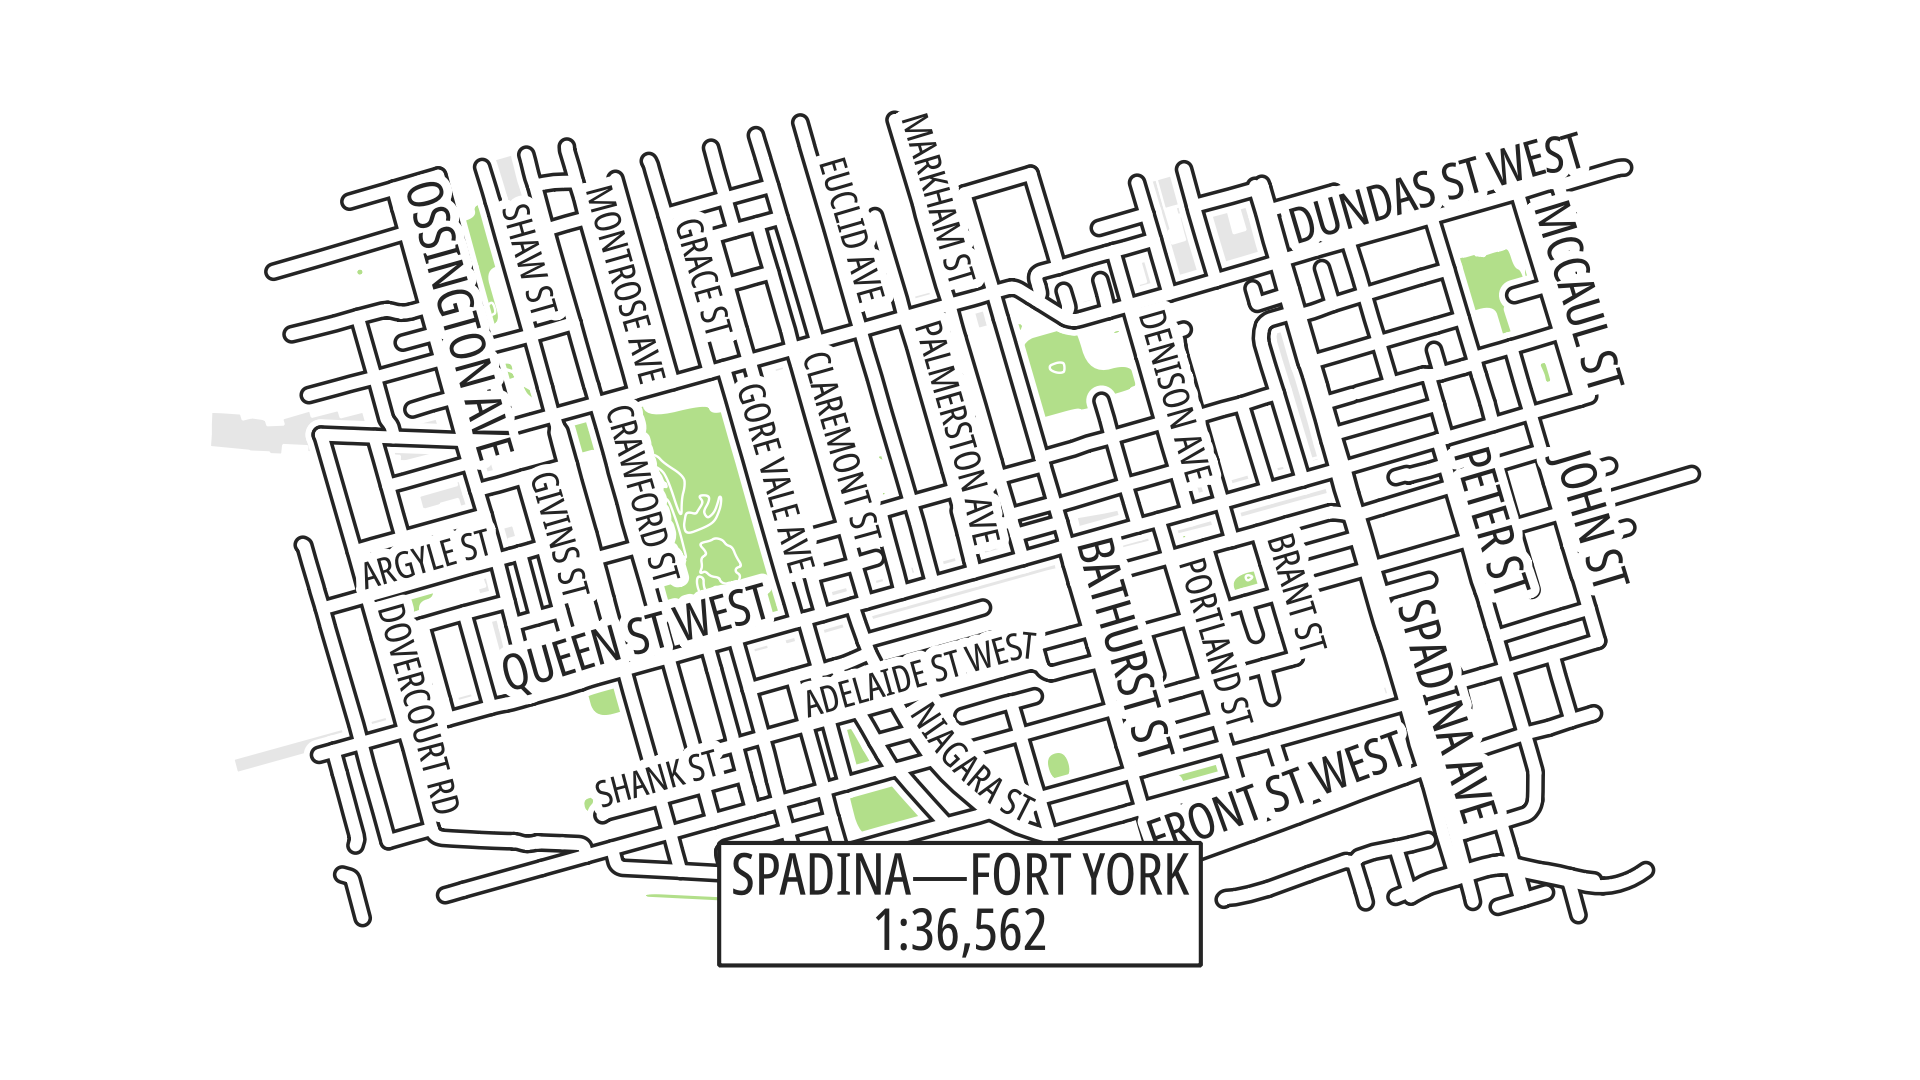 MARKHAM ST
DUNDAS ST WEST
EUCLID AVE
OSSINGTON AVE
SHAW ST
MONTROSE AVE
GRACE ST
MCCAUL ST
PALMERSTON AVE
DENISON AVE
CLAREMONT ST
GORE VALE AVE
CRAWFORD ST
GIVINS ST
PETER ST
JOHN ST
ARGYLE ST
BRANT ST
BATHURST ST
PORTLAND ST
QUEEN ST WEST
DOVERCOURT RD
SPADINA AVE
ADELAIDE ST WEST
NIAGARA ST
SHANK ST
FRONT ST WEST
SPADINA—FORT YORK
1:36,562